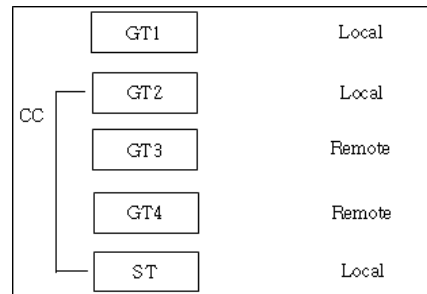 GT1 Local
GT2 Local
CC
GT3 Remote
GT4 Remote
ST Local